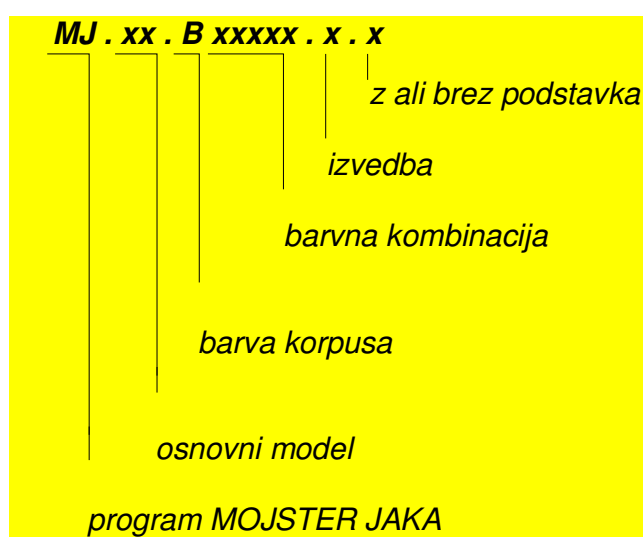 MJ . xx . B xxxxx . x . x
z ali brez podstavka
izvedba
barvna kombinacija
barva korpusa
osnovni model
program MOJSTER JAKA